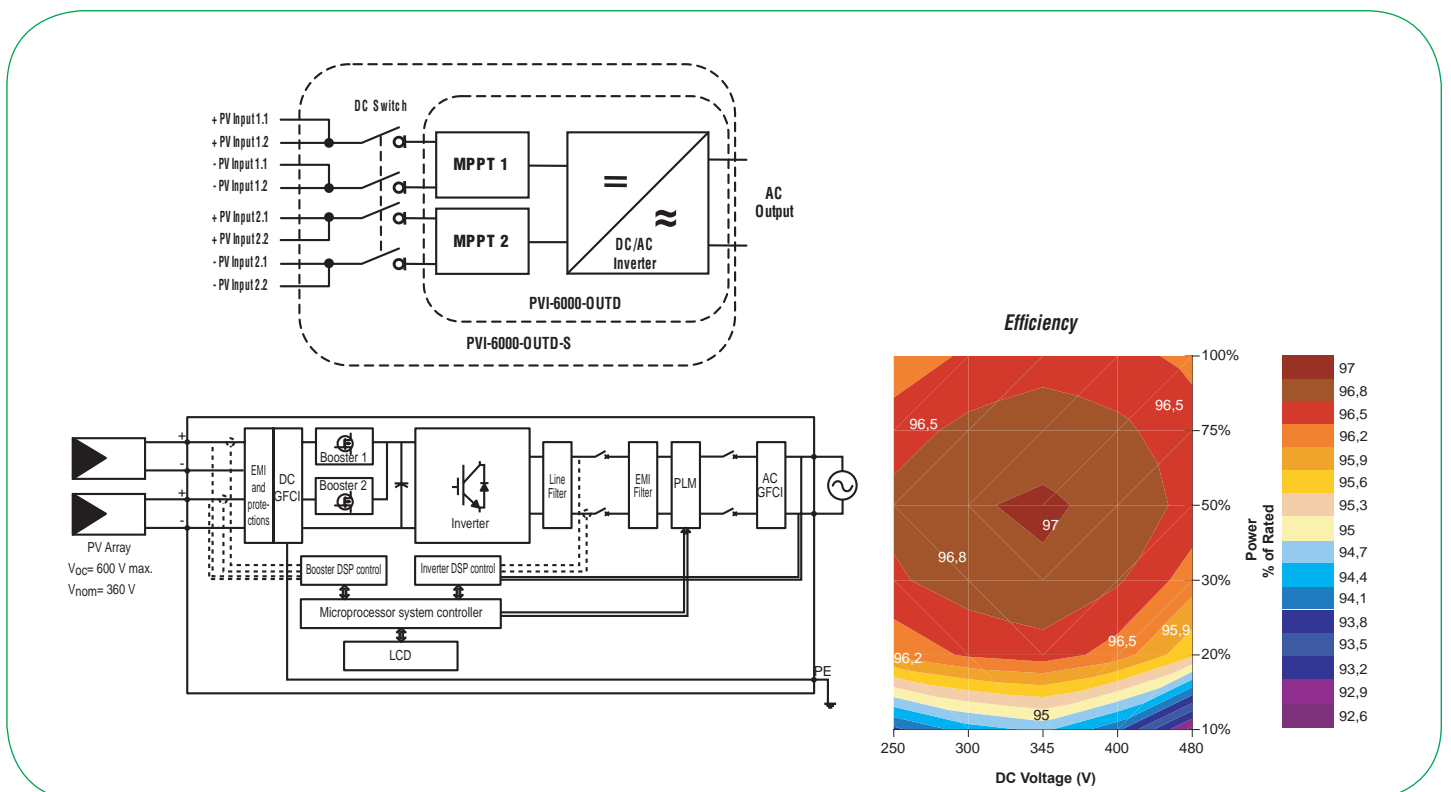 DC Switch
+ PV Input 1.1
+ PV Input 1.2
- PV Input 1.1
- PV Input 1.2
+ PV Input 2.1
+ PV Input 2.2
- PV Input 2.1
- PV Input 2.2
MPPT 1
MPPT 2
=
≈
DC/AC
Inverter
AC
Output
PVI-6000-OUTD
PVI-6000-OUTD-S
+
-
+
-
PV Array
Voc= 600 V max.
Vnom= 360 V
EMI
and
prote-
ctions
DC
GFCI
Booster 1
Booster 2
Inverter
Line
Filter
EMI
Filter
PLM
AC
GFCI
Booster DSP control
Inverter DSP control
Microprocessor system controller
LCD
PE
Efficiency
96,5
96,5
97
96,8
96,5
95,9
96,2
95
100%
75%
50%
30%
20%
10%
Power
% of Rated
250
300
345
400
480
DC Voltage (V)
97
96,8
96,5
96,2
95,9
95,6
95,3
95
94,7
94,4
94,1
93,8
93,5
93,2
92,9
92,6